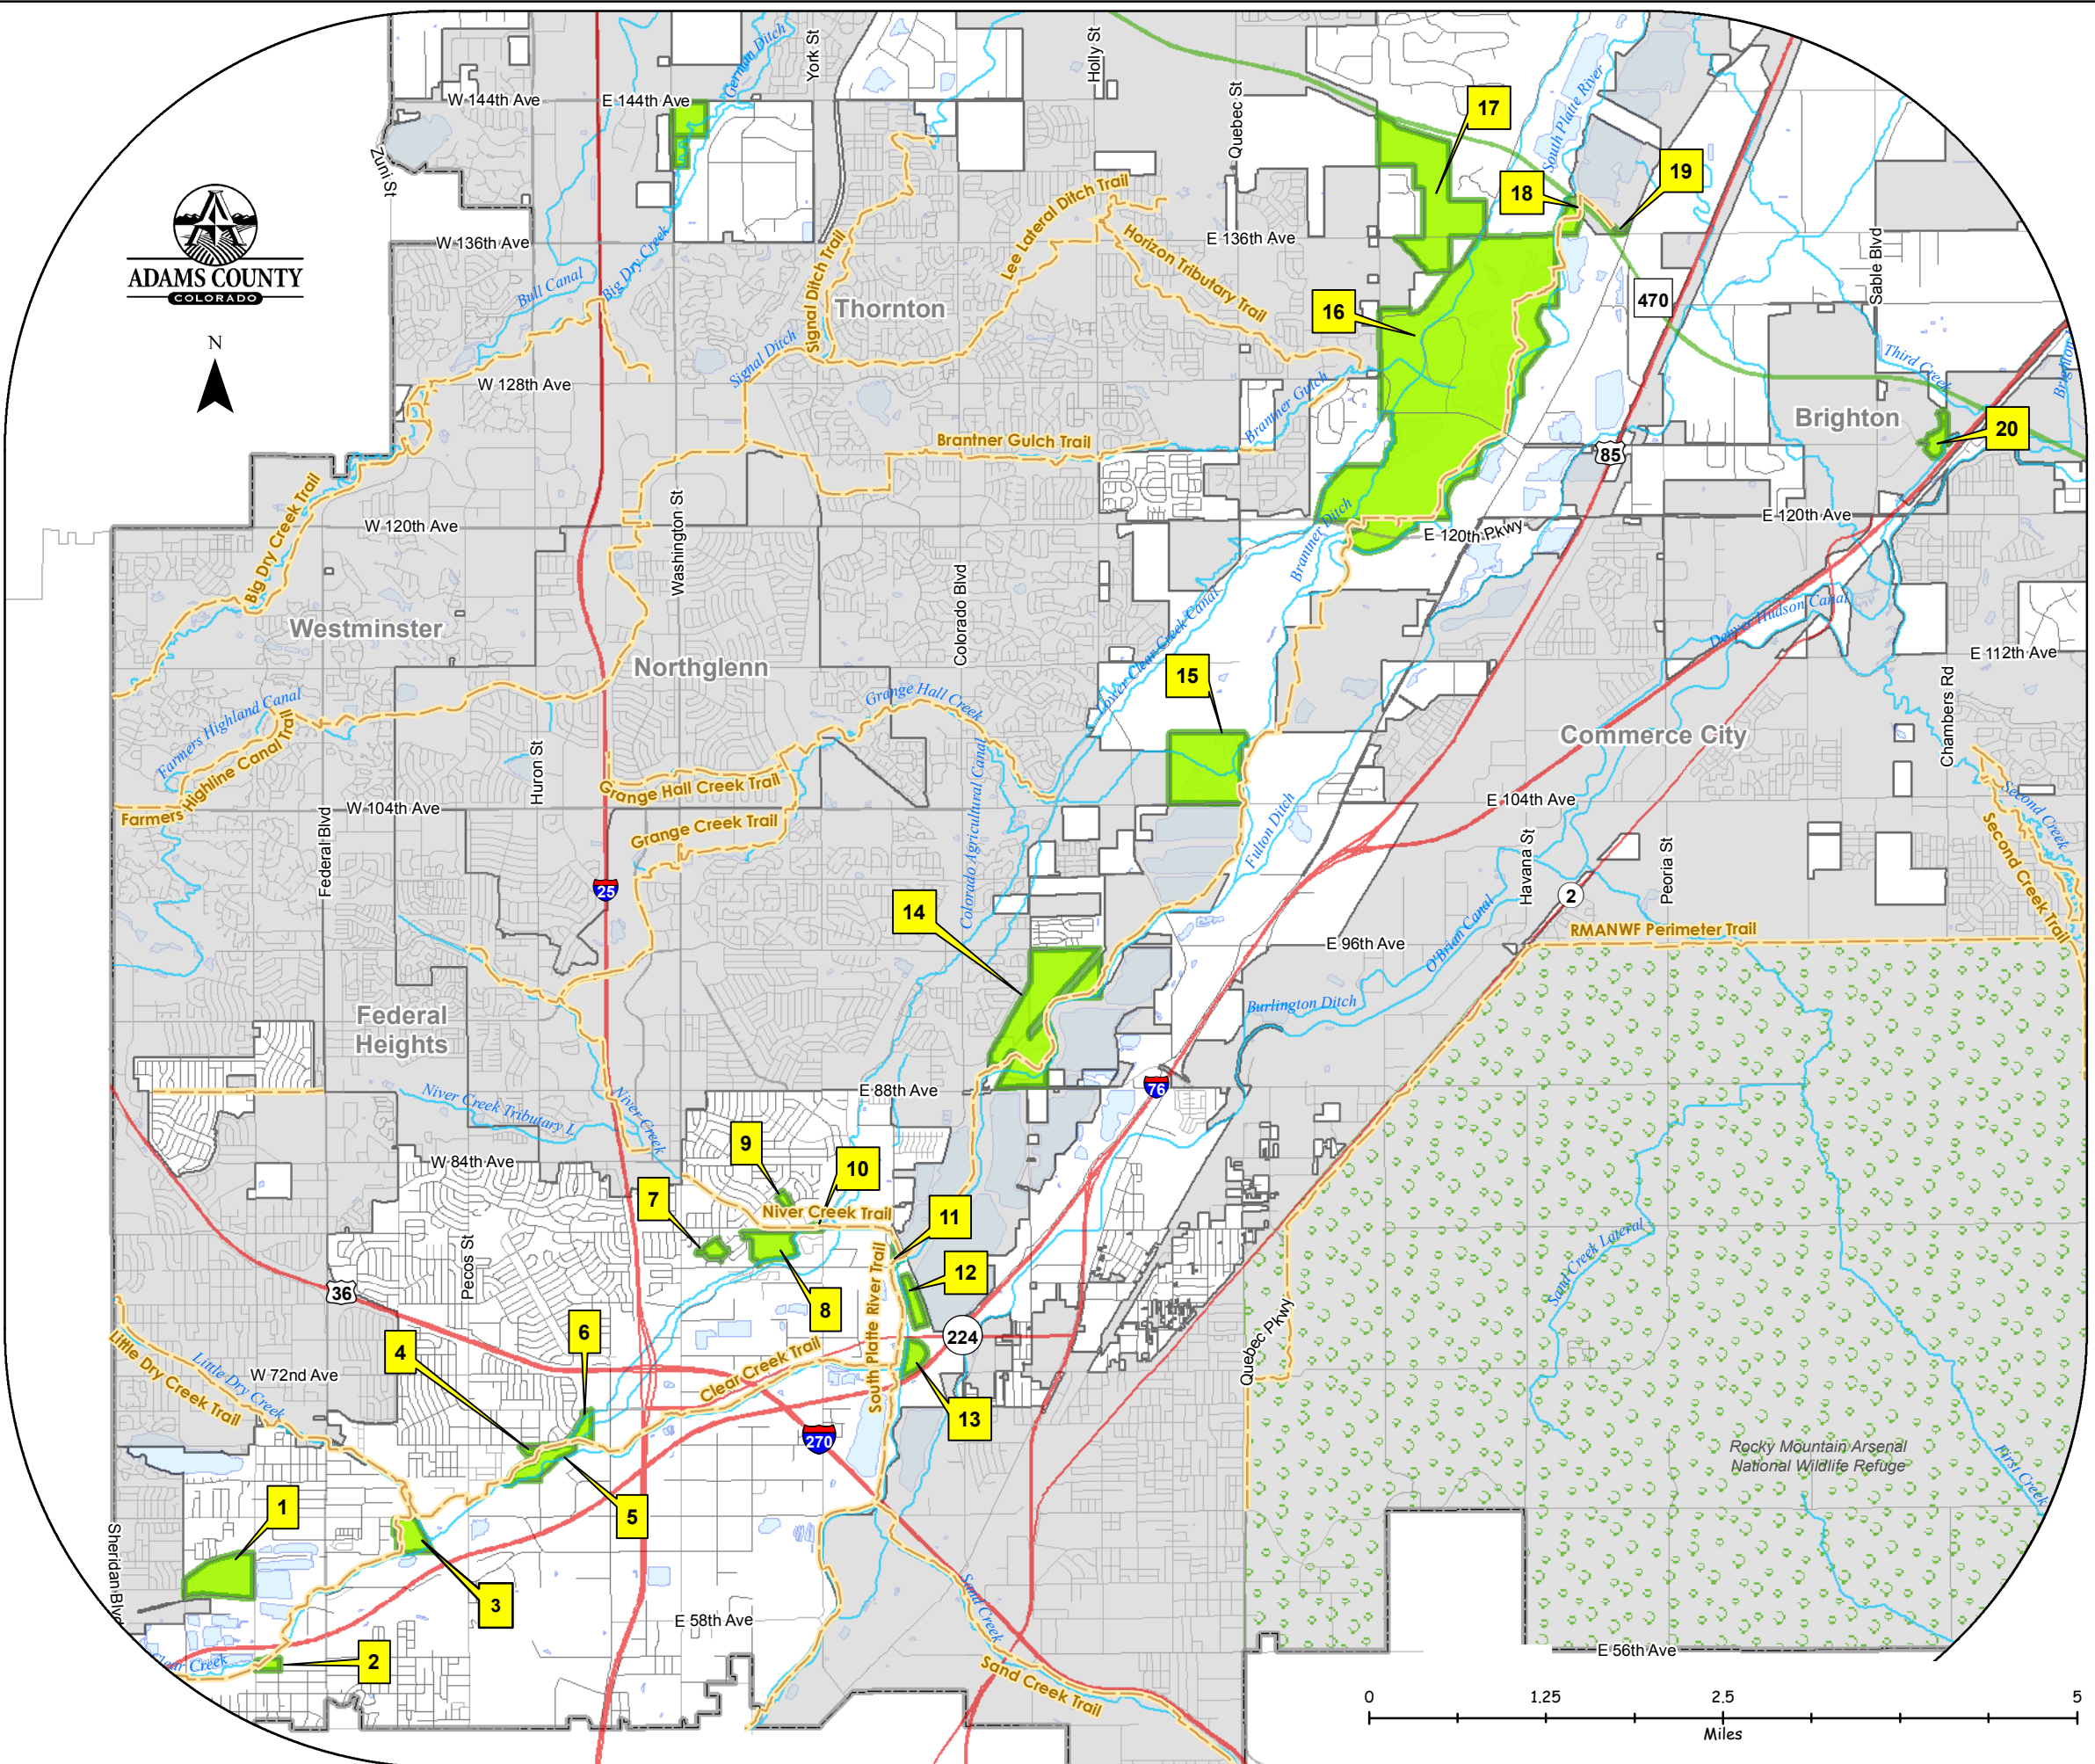 W 144th Ave
E 144th Ave
German Ditch
York St
Holly St
Quebec St
South Platte River
17
Zuni St
19
18
ADAMS COUNTY
COLORADO
N
W 136th Ave
Bull Canal
Big Dry Creek
Signal Ditch Trail
Lee Lateral Ditch Trail
Horizon Tributary Trail
E 136th Ave
Sable Blvd
470
16
Thornton
Signal Ditch
W 128th Ave
Third Creek
Brighton
Brantner Gulch
Brighton
20
Brantner Gulch Trail
85
Big Dry Creek Trail
W 120th Ave
Washington St
Brantner Ditch
E 120th Pkwy
E 120th Ave
Colorado Blvd
Westminster
Northglenn
Lower Clear Creek Canal
Denver Hudson Canal
E 112th Ave
15
Farmers Highland Canal
Grange Hall Creek
Commerce City
Chambers Rd
Huron St
Farmers Highline Canal Trail
Grange Hall Creek Trail
Colorado Agricultural Canal
W 104th Ave
E 104th Ave
Second Creek
Grange Creek Trail
Fulton Ditch
Federal Blvd
25
Havana St
Peoria St
Second Creek Trail
2
14
RMANWF Perimeter Trail
E 96th Ave
O'Brian Canal
Burlington Ditch
Federal
Heights
76
E 88th Ave
Niver Creek Tributary L
Niver Creek
9
10
W 84th Ave
7
Niver Creek Trail
11
Sand Creek Lateral
12
South Platte River Trail
Pecos St
36
8
6
224
4
Quebec Pkwy
Little Dry Creek
W 72nd Ave
Clear Creek Trail
Little Dry Creek Trail
13
270
Rocky Mountain Arsenal
National Wildlife Refuge
First Creek
1
5
Sheridan Blvd
3
Sand Creek
E 58th Ave
2
Clear Creek
E 56th Ave
Sand Creek Trail
0 1.25 2.5 5
Miles